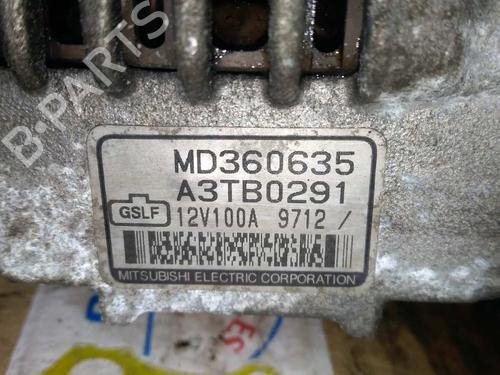 B-PARTS
MD360635
A3TB0291
GSLF 12V100A 9712 /
MITSUBISHI ELECTRIC CORPORATION